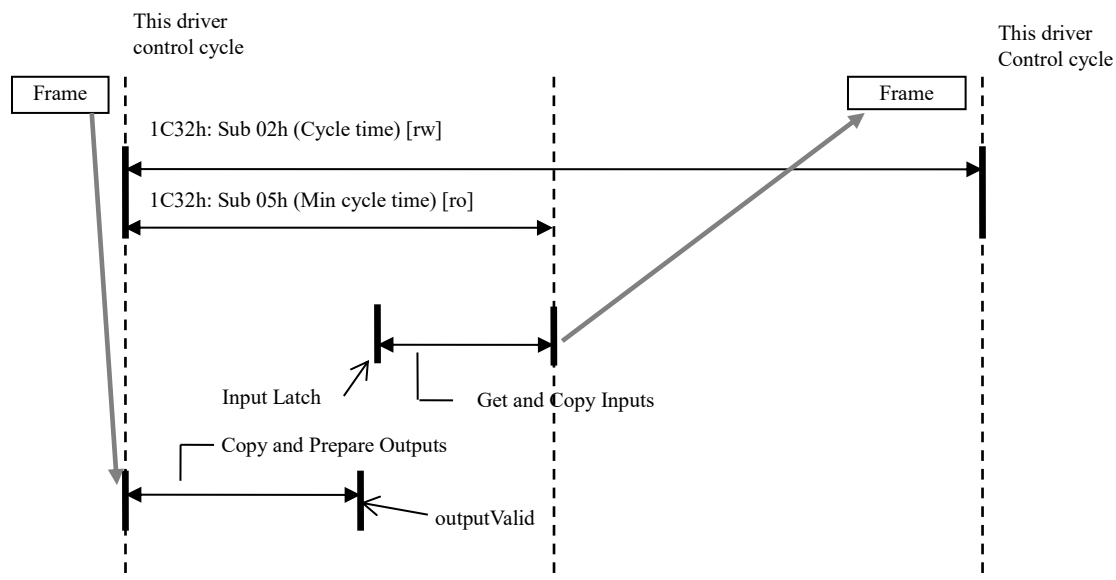 This driver
control cycle
This driver
Control cycle
Frame
Frame
1C32h: Sub 02h (Cycle time) [rw]
1C32h: Sub 05h (Min cycle time) [ro]
Input Latch
Get and Copy Inputs
Copy and Prepare Outputs
outputValid